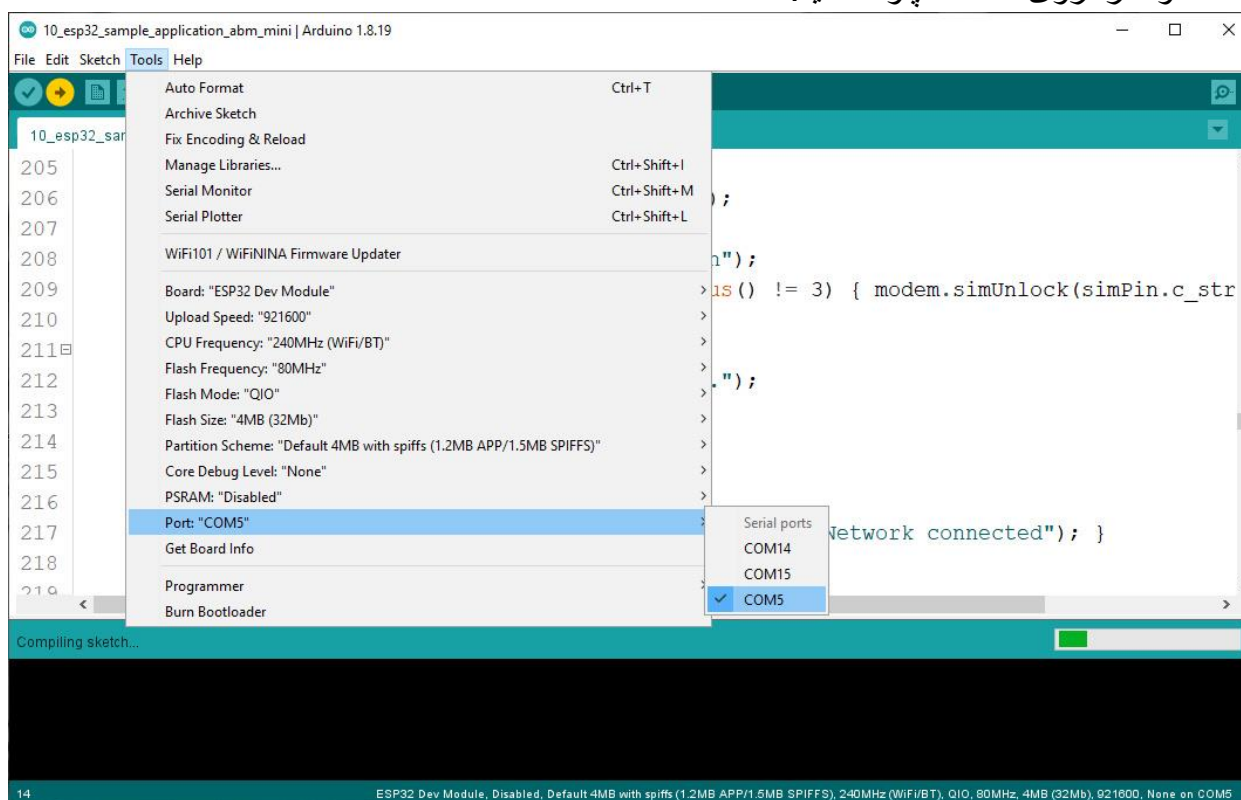 10_esp32_sample_application_abm_mini | Arduino 1.8.19
File Edit Sketch Tools Help
10_esp32_sar
Auto Format Ctrl+T
Archive Sketch
Fix Encoding & Reload
Manage Libraries... Ctrl+Shift+I
Serial Monitor Ctrl+Shift+M
Serial Plotter Ctrl+Shift+L
WiFi101 / WiFiNINA Firmware Updater
Board: "ESP32 Dev Module"
Upload Speed: "921600"
CPU Frequency: "240MHz (WiFi/BT)"
Flash Frequency: "80MHz"
Flash Mode: "QIO"
Flash Size: "4MB (32Mb)"
Partition Scheme: "Default 4MB with spiffs (1.2MB APP/1.5MB SPIFFS)"
Core Debug Level: "None"
PSRAM: "Disabled"
Port: "COM5"
Get Board Info
Programmer
Burn Bootloader
Serial ports
COM14
COM15
COM5
205
206 );
207
208 n");
209 us() != 3) { modem.simUnlock(simPin.c_str
210
211
212 .");
213
214
215
216
217 Network connected"); }
218
219
Compiling sketch...
14 ESP32 Dev Module, Disabled, Default 4MB with spiffs (1.2MB APP/1.5MB SPIFFS), 240MHz (WiFi/BT), QIO, 80MHz, 4MB (32Mb), 921600, None on COM5